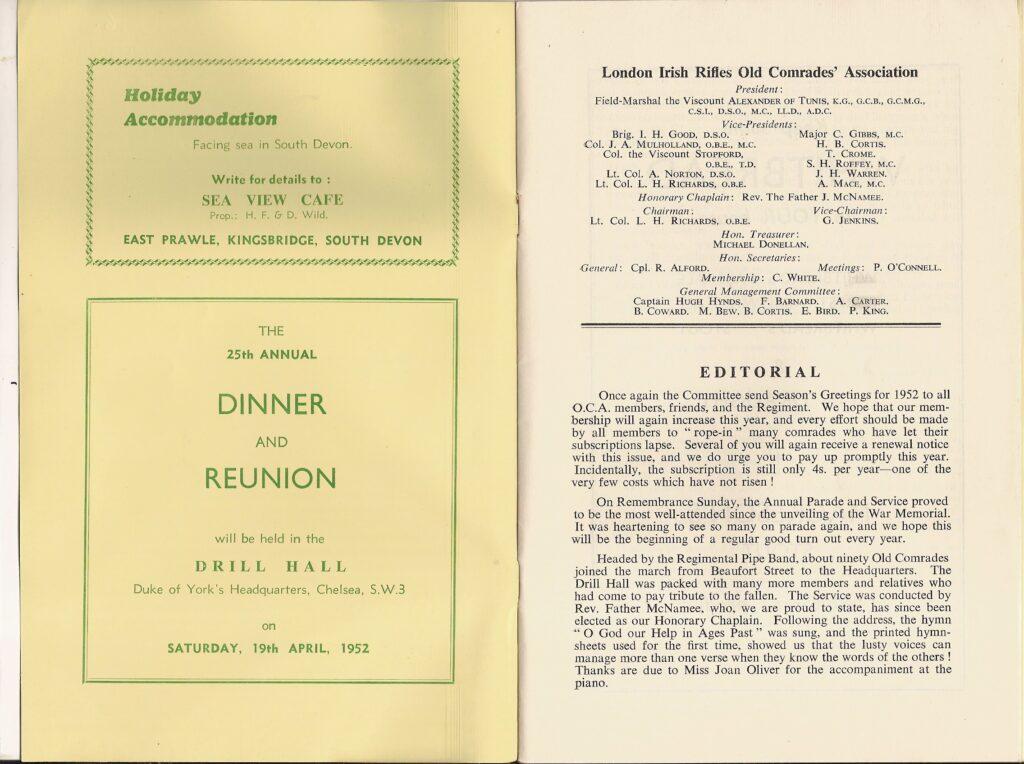 Holiday
Accommodation
Facing sea in South Devon.
Write for details to :
SEA VIEW CAFE
Prop.: H. F. & D. Wild.
EAST PRAWLE, KINGSBRIDGE, SOUTH DEVON
THE
25th ANNUAL
DINNER
AND
REUNION
will be held in the
DRILL HALL
Duke of York's Headquarters, Chelsea, S.W.3
on
SATURDAY, 19th APRIL, 1952
London Irish Rifles Old Comrades' Association
President:
Field-Marshal the Viscount ALEXANDER OF TUNIS, K.G., G.C.B., G.C.M.G.,
C.S.I., D.S.O., M.C., LL.D., A.D.C.
Vice-Presidents:
Brig. I. H. GOOD, D.S.O. Major C. GIBBS, M.C.
Col. J. A. MULHOLLAND, O.B.E., M.C. H. B. CORTIS.
Col. the Viscount STOPFORD, T. CROME.
O.B.E., T.D. S. H. ROFFEY, M.C.
Lt. Col. A. NORTON, D.S.O. J. H. WARREN.
Lt. Col. L. H. RICHARDS, O.B.E. A. MACE, M.C.
Honorary Chaplain: Rev. The Father J. MCNAMEE.
Chairman: Vice-Chairman:
Lt. Col. L. H. RICHARDS, O.B.E. G. JENKINS.
Hon. Treasurer:
MICHAEL DONELLAN.
Hon. Secretaries:
General: Cpl. R. ALFORD. Meetings: P. O'CONNELL.
Membership: C. WHITE.
General Management Committee:
Captain HUGH HYNDS. F. BARNARD. A. CARTER.
B. COWARD. M. BEW. B. CORTIS. E. BIRD. P. KING.
EDITORIAL
Once again the Committee send Season's Greetings for 1952 to all
O.C.A. members, friends, and the Regiment. We hope that our mem-
bership will again increase this year, and every effort should be made
by all members to "rope-in" many comrades who have let their
subscriptions lapse. Several of you will again receive a renewal notice
with this issue, and we do urge you to pay up promptly this year.
Incidentally, the subscription is still only 4s. per year—one of the
very few costs which have not risen !
On Remembrance Sunday, the Annual Parade and Service proved
to be the most well-attended since the unveiling of the War Memorial.
It was heartening to see so many on parade again, and we hope this
will be the beginning of a regular good turn out every year.
Headed by the Regimental Pipe Band, about ninety Old Comrades
joined the march from Beaufort Street to the Headquarters. The
Drill Hall was packed with many more members and relatives who
had come to pay tribute to the fallen. The Service was conducted by
Rev. Father McNamee, who, we are proud to state, has since been
elected as our Honorary Chaplain. Following the address, the hymn
"O God our Help in Ages Past" was sung, and the printed hymn-
sheets used for the first time, showed us that the lusty voices can
manage more than one verse when they know the words of the others !
Thanks are due to Miss Joan Oliver for the accompaniment at the
piano.